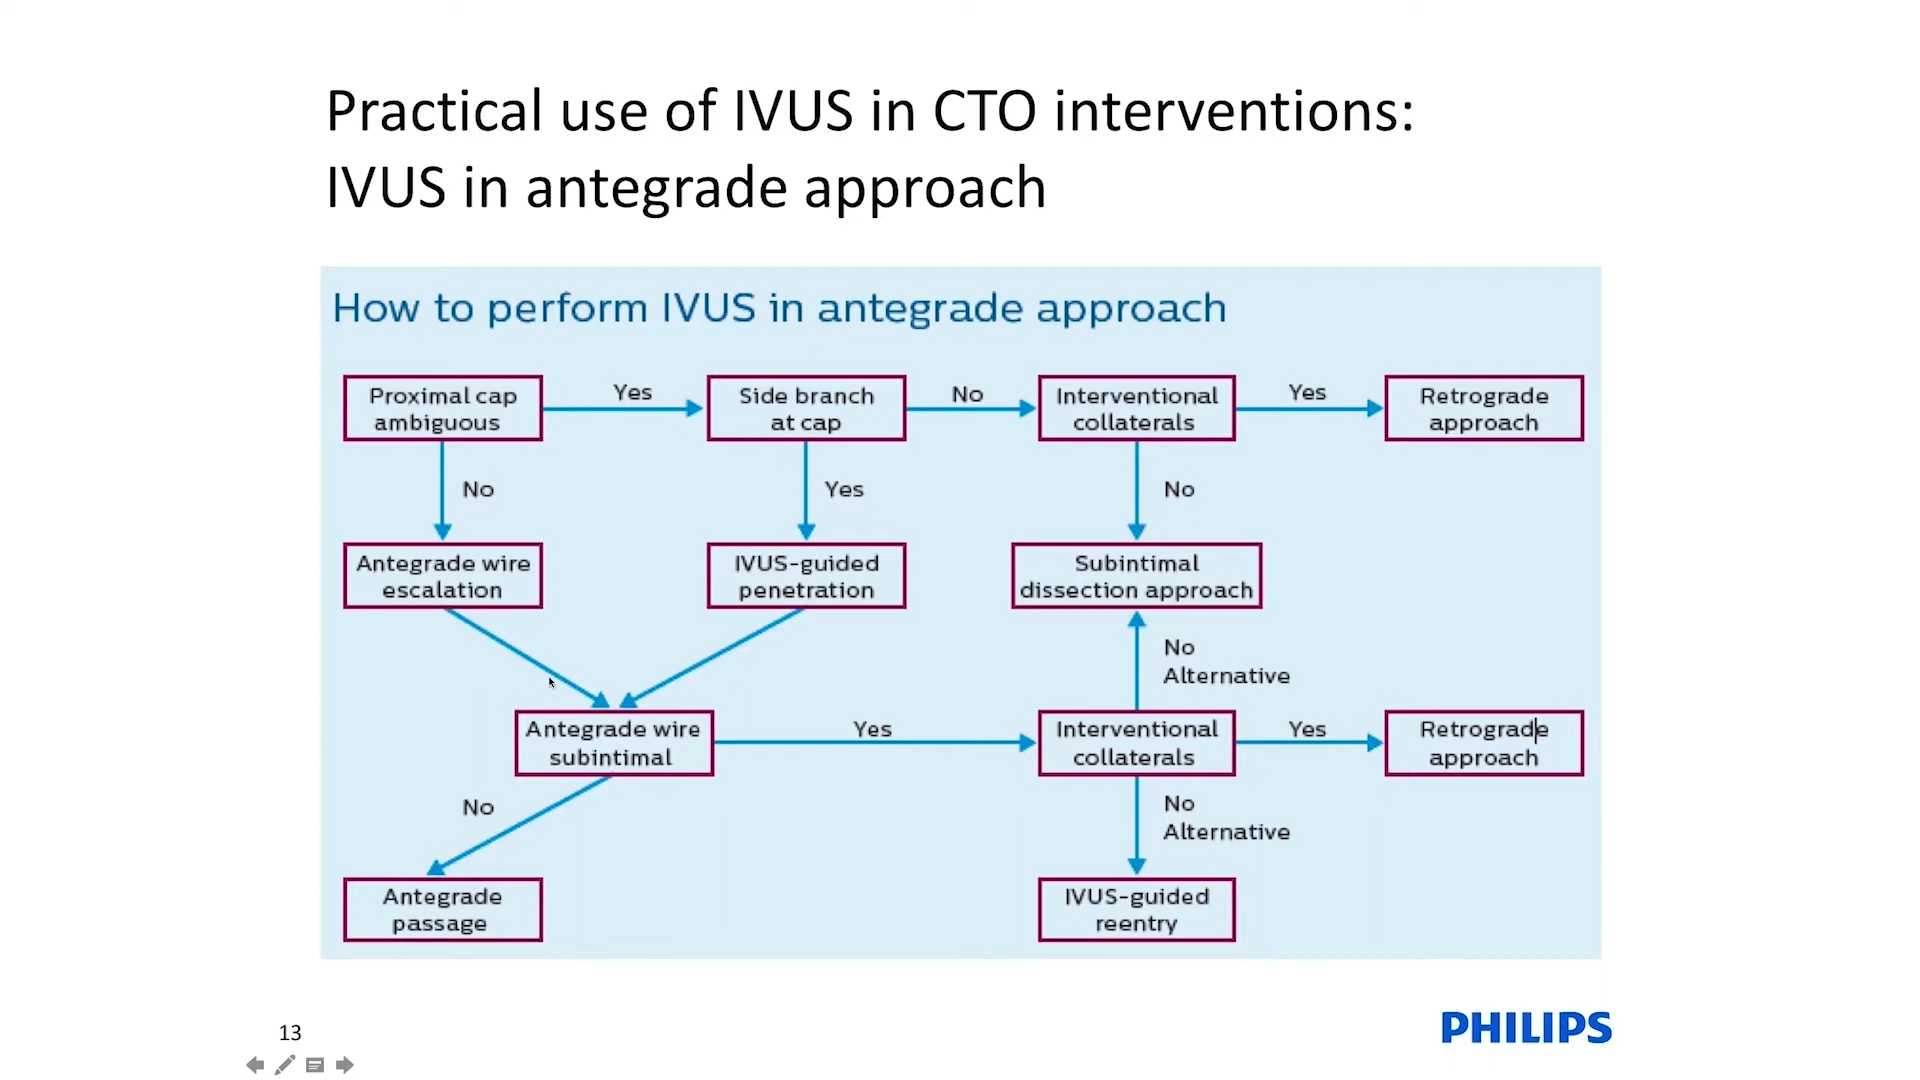 Practical use of IVUS in CTO interventions:
IVUS in antegrade approach
How to perform IVUS in antegrade approach
Proximal cap
ambiguous
Yes
Side branch
at cap
No
Interventional
collaterals
Yes
Retrograde
approach
No
Yes
No
Antegrade wire
escalation
IVUS-guided
penetration
Subintimal
dissection approach
No
Alternative
Antegrade wire
subintimal
Yes
Interventional
collaterals
Yes
Retrograde
approach
No
No
Alternative
Antegrade
passage
IVUS-guided
reentry
13
PHILIPS